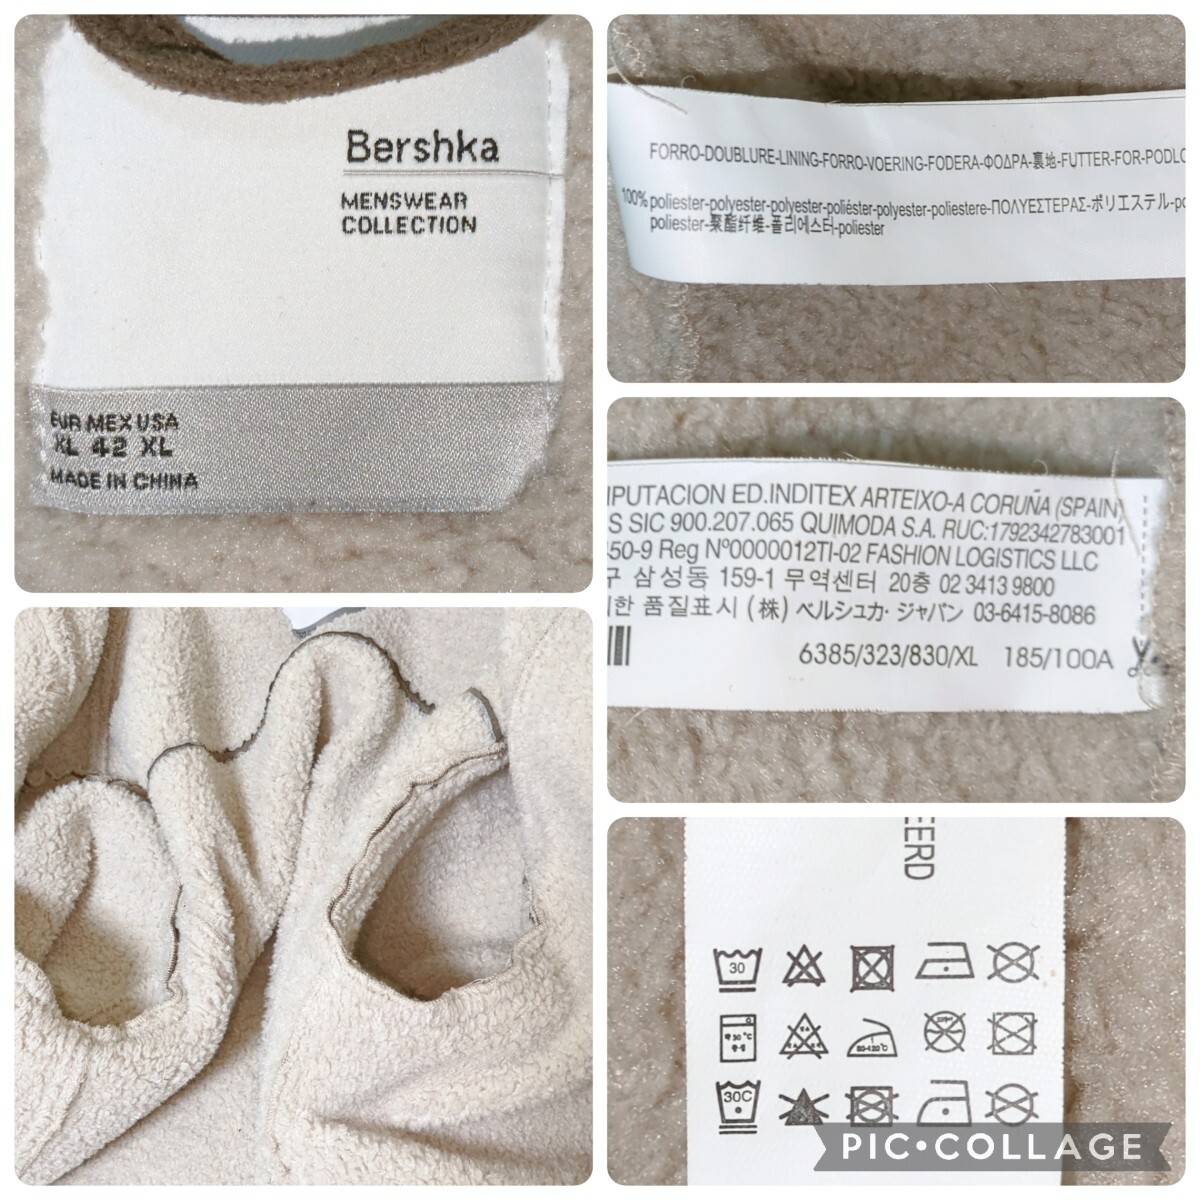 Bershka
MENSWEAR
COLLECTION
EUR MEX USA
XL 42 XL
MADE IN CHINA
FORRO-DOUBLURE-LINING-FORRO-VOERING-FODERA-ΦΟΔΡΑ-裏地-FUTTER-FOR-PODLO
100% poliester-polyester-polyester-poliéster-polyester-poliestere-ΠΟΛΥΕΣΤΕΡΑΣ-ポリエステル-po
poliester-聚酯纤维-폴리에스터-poliester
IPUTACION ED.INDITEX ARTEIXO-A CORUÑA (SPAIN)
S SIC 900.207.065 QUIMODA S.A. RUC:1792342783001
50-9 Reg Nº0000012TI-02 FASHION LOGISTICS LLC
구 삼성동 159-1 무역센터 20층 02 3413 9800
한 품질표시 (株) ベルシュカ・ジャパン 03-6415-8086
6385/323/830/XL 185/100A
EERD
30
30 °C
80-120°C
30C
PIC•COLLAGE